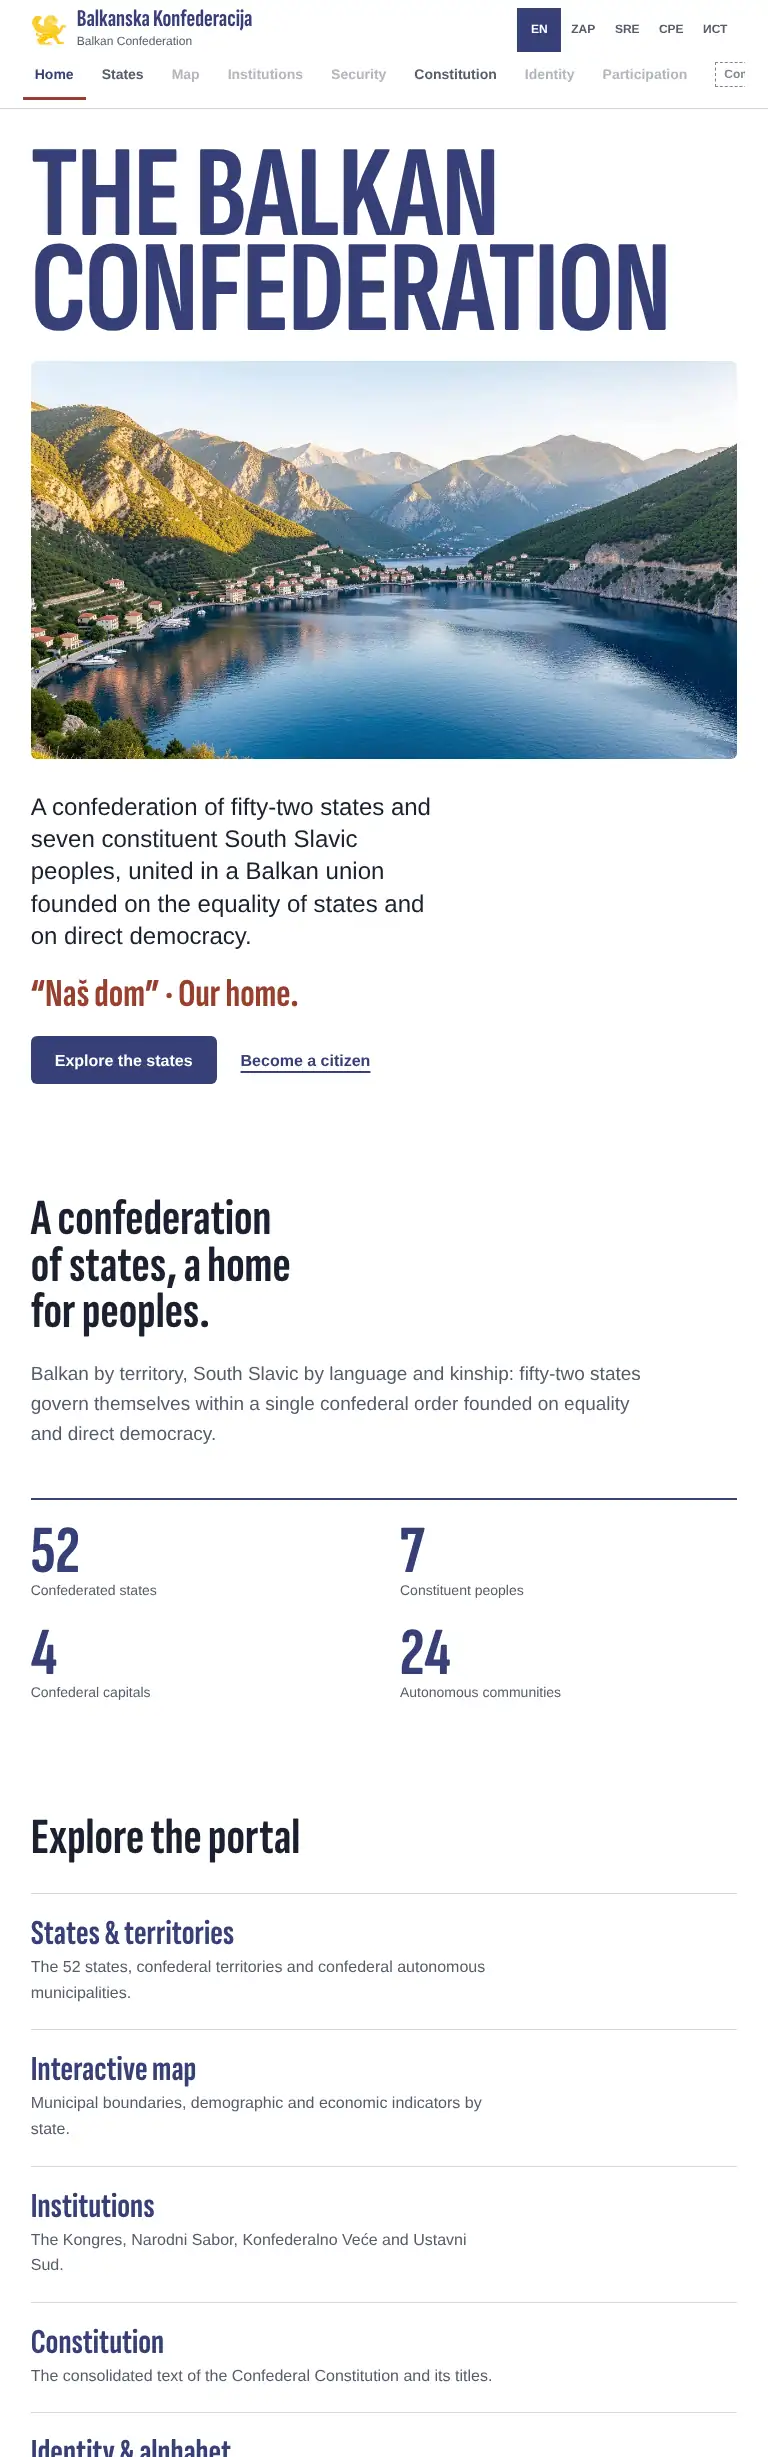 Balkanska Konfederacija
Balkan Confederation
EN ZAP SRE СРЕ ИСТ
Home States Map Institutions Security Constitution Identity Participation
THE BALKAN
CONFEDERATION
A confederation of fifty-two states and
seven constituent South Slavic
peoples, united in a Balkan union
founded on the equality of states and
on direct democracy.
“Naš dom” · Our home.
Explore the states Become a citizen
A confederation
of states, a home
for peoples.
Balkan by territory, South Slavic by language and kinship: fifty-two states
govern themselves within a single confederal order founded on equality
and direct democracy.
52
Confederated states
7
Constituent peoples
4
Confederal capitals
24
Autonomous communities
Explore the portal
States & territories
The 52 states, confederal territories and confederal autonomous
municipalities.
Interactive map
Municipal boundaries, demographic and economic indicators by
state.
Institutions
The Kongres, Narodni Sabor, Konfederalno Veće and Ustavni
Sud.
Constitution
The consolidated text of the Confederal Constitution and its titles.
Identity & alphabet